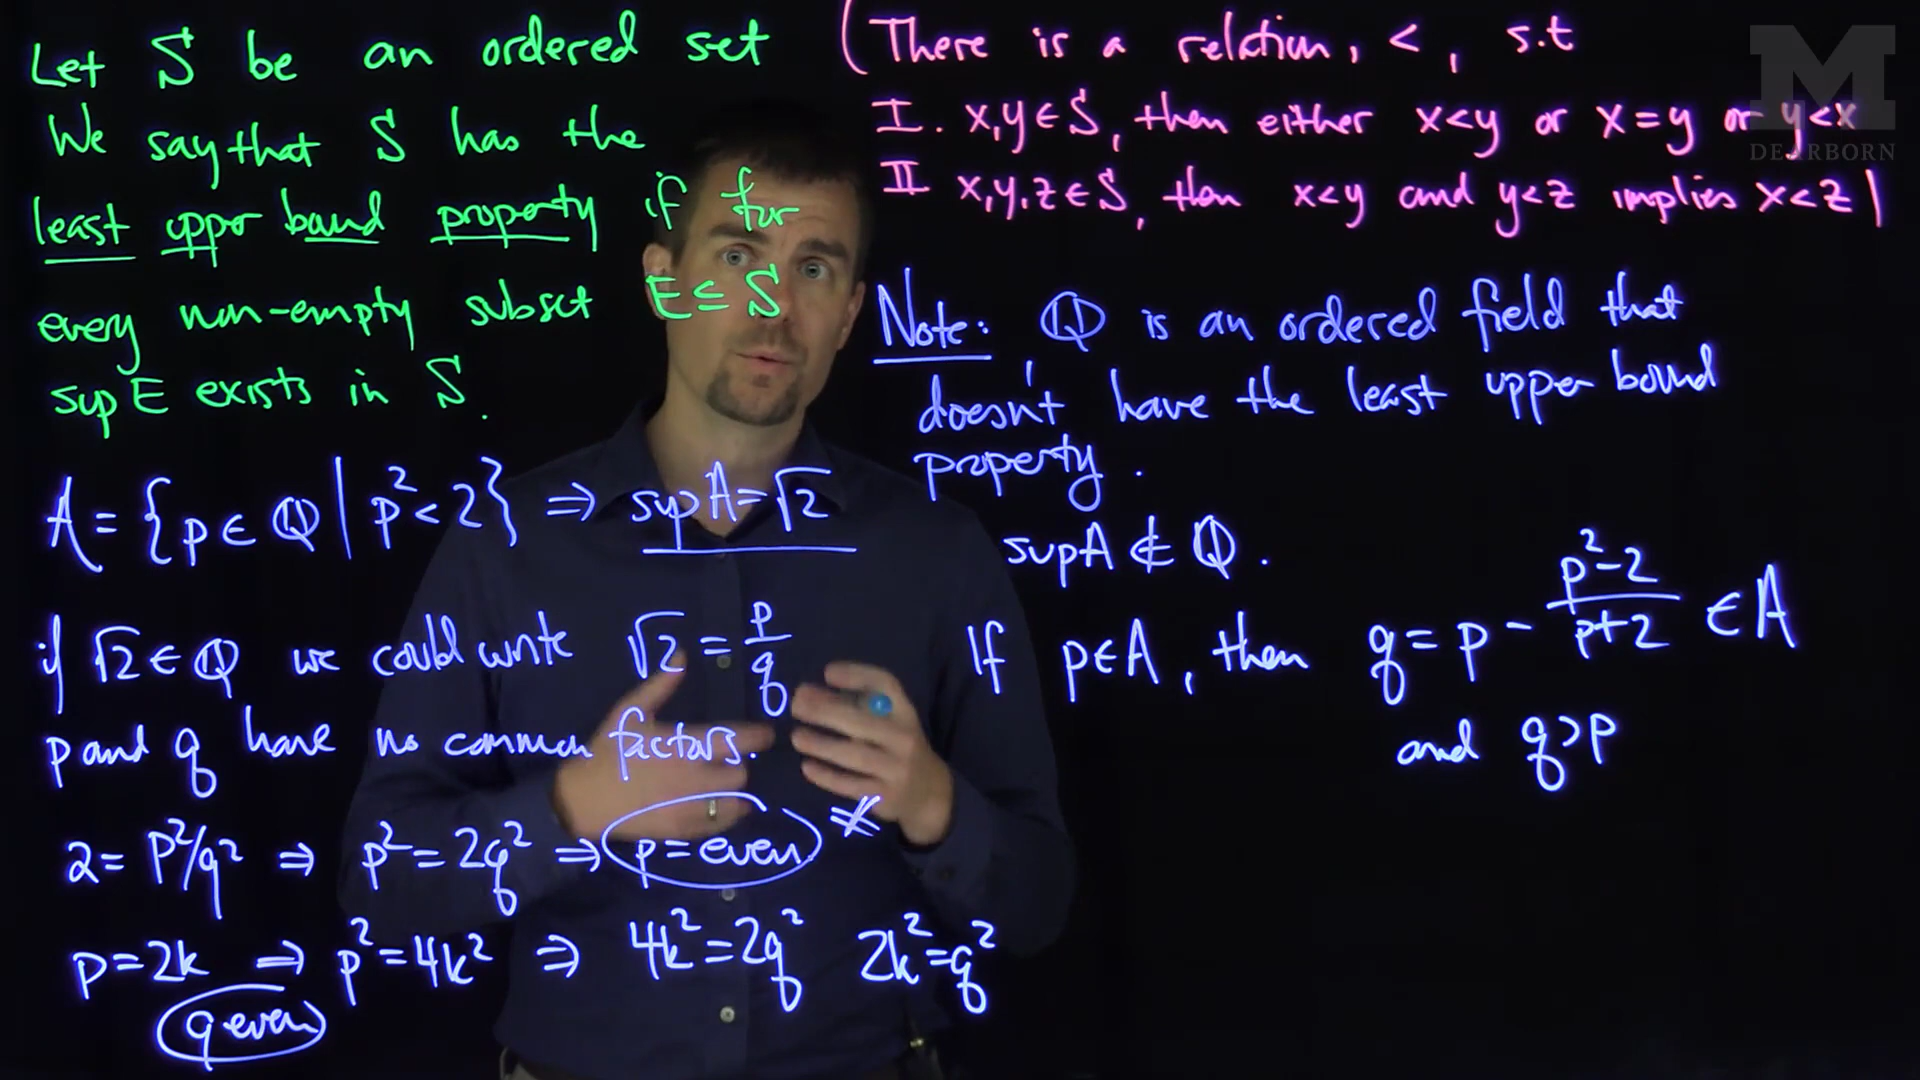 Let S be an ordered set
We say that S has the
least upper bound property if for
every non-empty subset E ⊆ S
sup E exists in S.
(There is a relation, <, s.t
I. x,y ∈ S, then either x<y or x=y or y<x
II x,y,z ∈ S, then x<y and y<z implies x<z)
M
DEARBORN
Note: ℚ is an ordered field that
doesn't have the least upper bound
property.
A = {p ∈ ℚ | p² < 2} ⇒ sup A = √2
sup A ∉ ℚ.
if √2 ∈ ℚ we could write √2 = p/q
p and q have no common factors.
2 = p²/q² ⇒ p² = 2q² ⇒ p = even
p = 2k ⇒ p² = 4k² ⇒ 4k² = 2q² 2k² = q²
q even
If p ∈ A, then q = p - (p²-2)/(p+2) ∈ A
and q > p